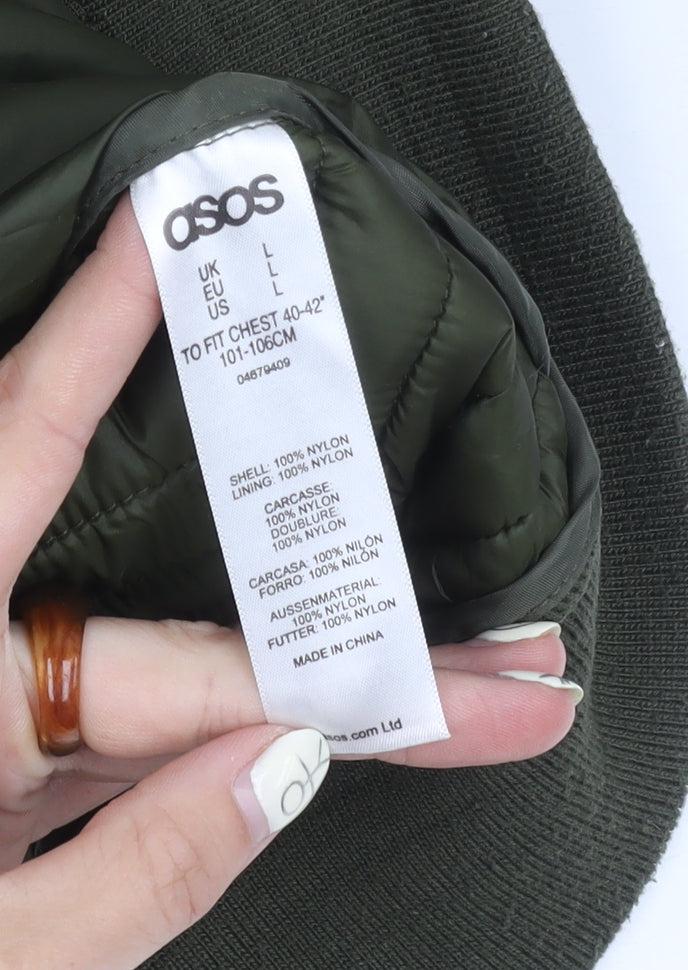 asos
UK L
EU L
US L
TO FIT CHEST 40-42"
101-106CM
04679409
SHELL: 100% NYLON
LINING: 100% NYLON
CARCASSE:
100% NYLON
DOUBLURE:
100% NYLON
CARCASA: 100% NILÓN
FORRO: 100% NILÓN
AUSSENMATERIAL:
100% NYLON
FUTTER: 100% NYLON
MADE IN CHINA
.com Ltd
OK